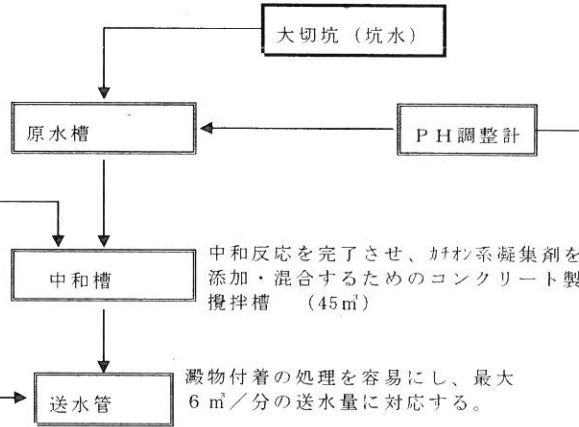 大切坑（坑水）
原水槽
ＰＨ調整計
中和槽
中和反応を完了させ、ｶﾁｵﾝ系凝集剤を
添加・混合するためのコンクリート製
攪拌槽　（45㎥）
送水管
澱物付着の処理を容易にし、最大
６㎥／分の送水量に対応する。